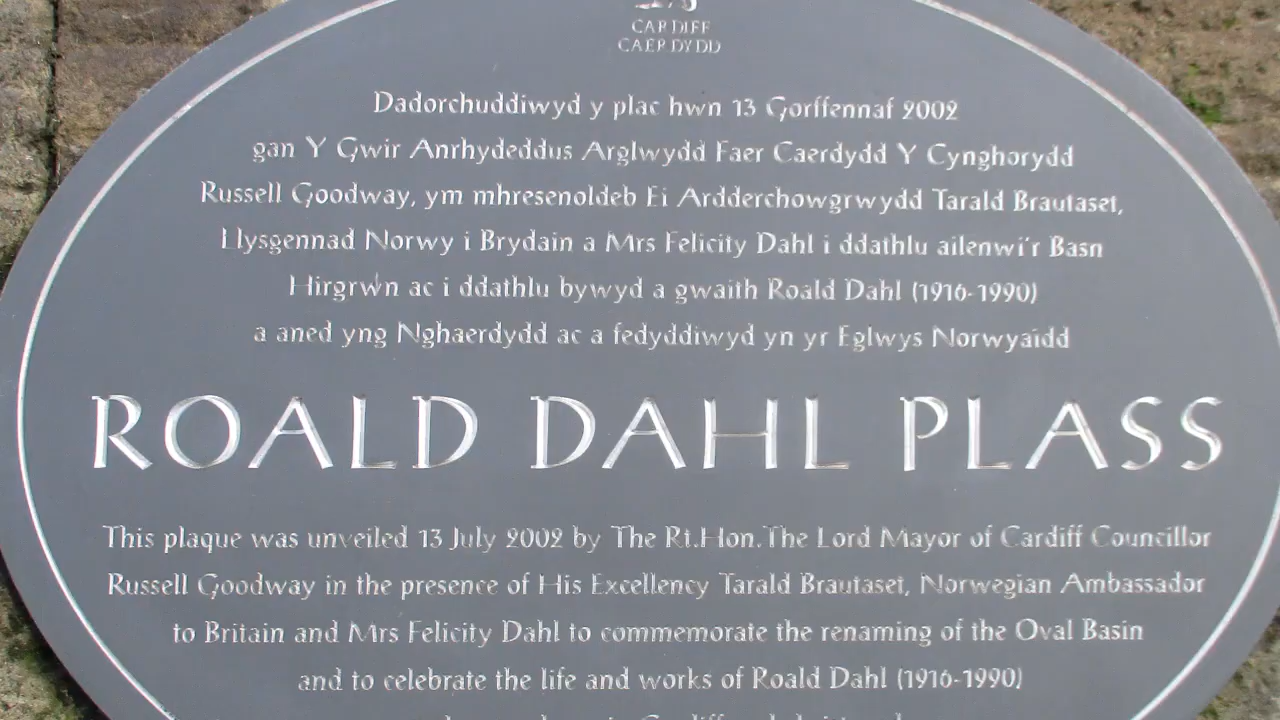 CARDIFF
CAERDYDD
Dadorchuddiwyd y plac hwn 13 Gorffennaf 2002
gan Y Gwir Anrhydeddus Arglwydd Faer Caerdydd Y Cynghorydd
Russell Goodway, ym mhresenoldeb Ei Ardderchowgrwydd Tarald Brautaset,
Llysgennad Norwy i Brydain a Mrs Felicity Dahl i ddathlu ailenwi'r Basn
Hirgrŵn ac i ddathlu bywyd a gwaith Roald Dahl (1916-1990)
a aned yng Nghaerdydd ac a fedyddiwyd yn yr Eglwys Norwyaidd
ROALD DAHL PLASS
This plaque was unveiled 13 July 2002 by The Rt.Hon.The Lord Mayor of Cardiff Councillor
Russell Goodway in the presence of His Excellency Tarald Brautaset, Norwegian Ambassador
to Britain and Mrs Felicity Dahl to commemorate the renaming of the Oval Basin
and to celebrate the life and works of Roald Dahl (1916-1990)